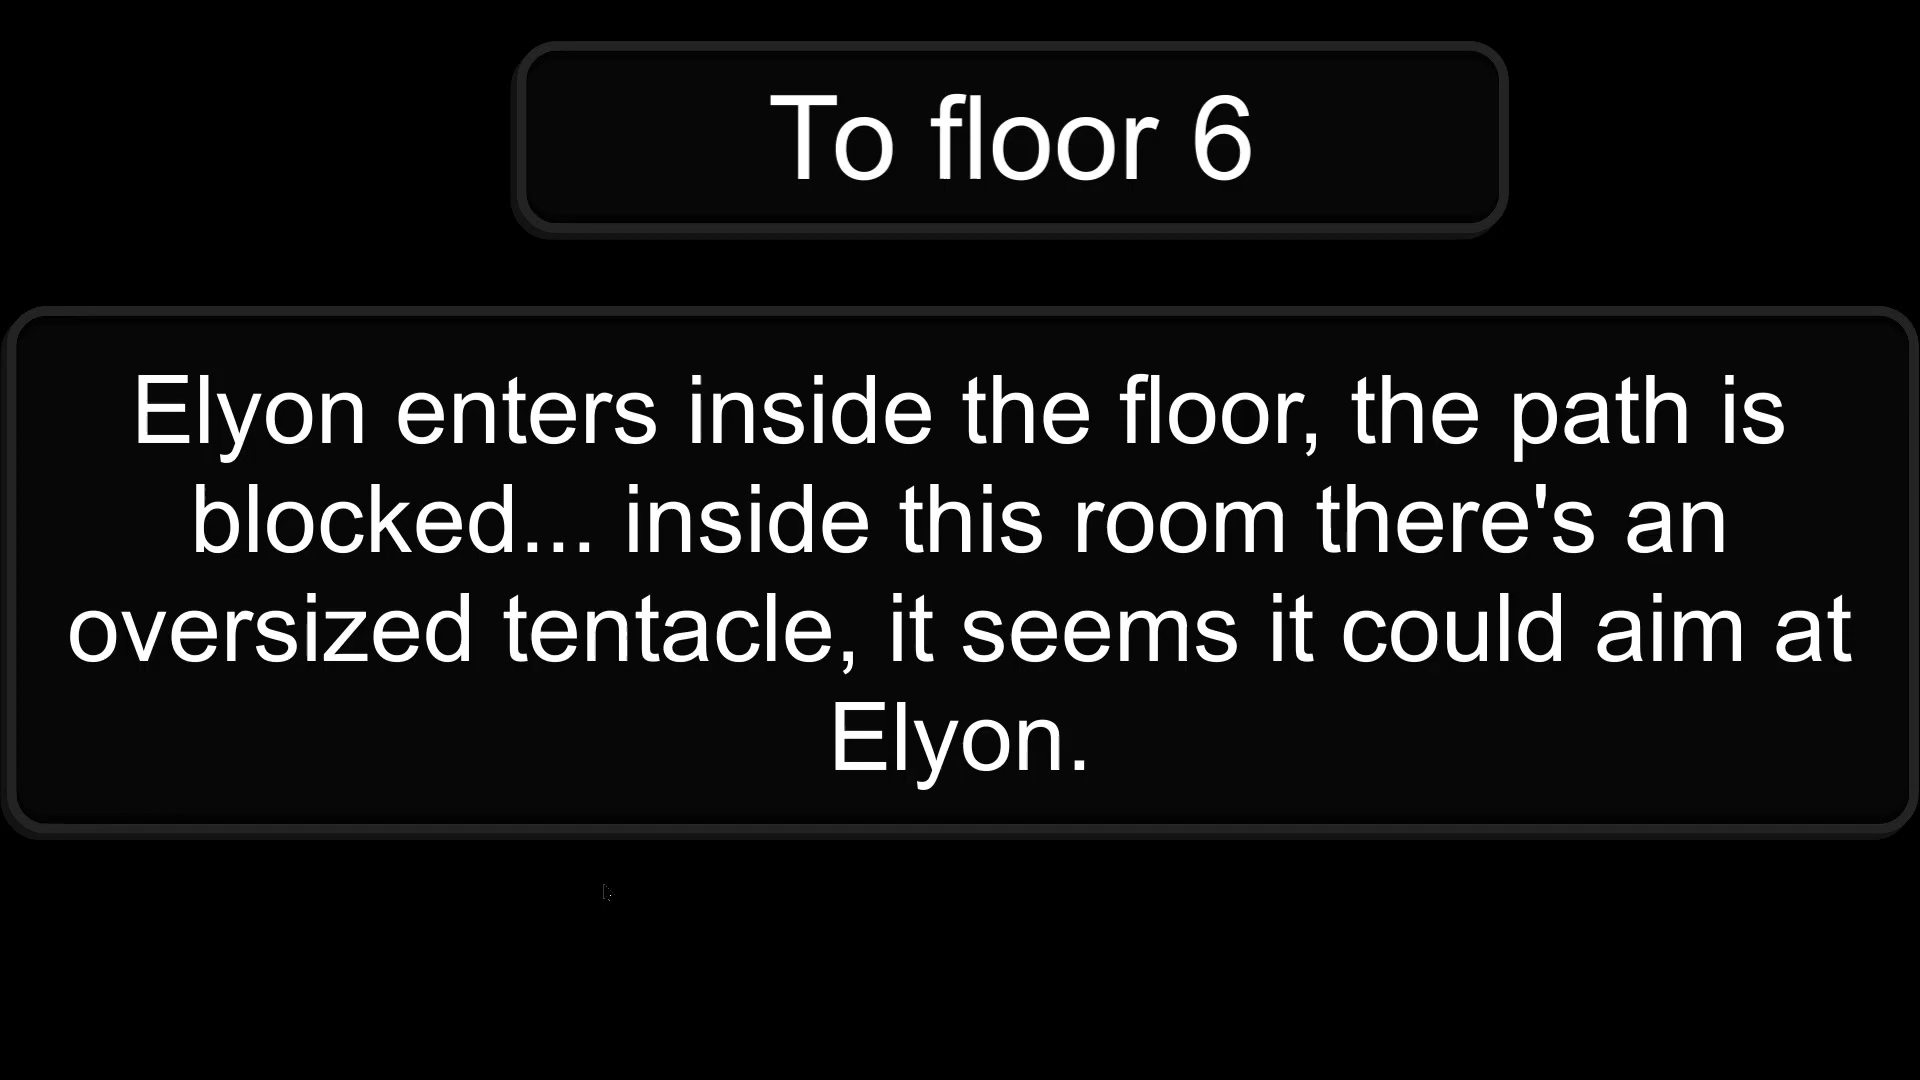 To floor 6
Elyon enters inside the floor, the path is
blocked... inside this room there's an
oversized tentacle, it seems it could aim at
Elyon.